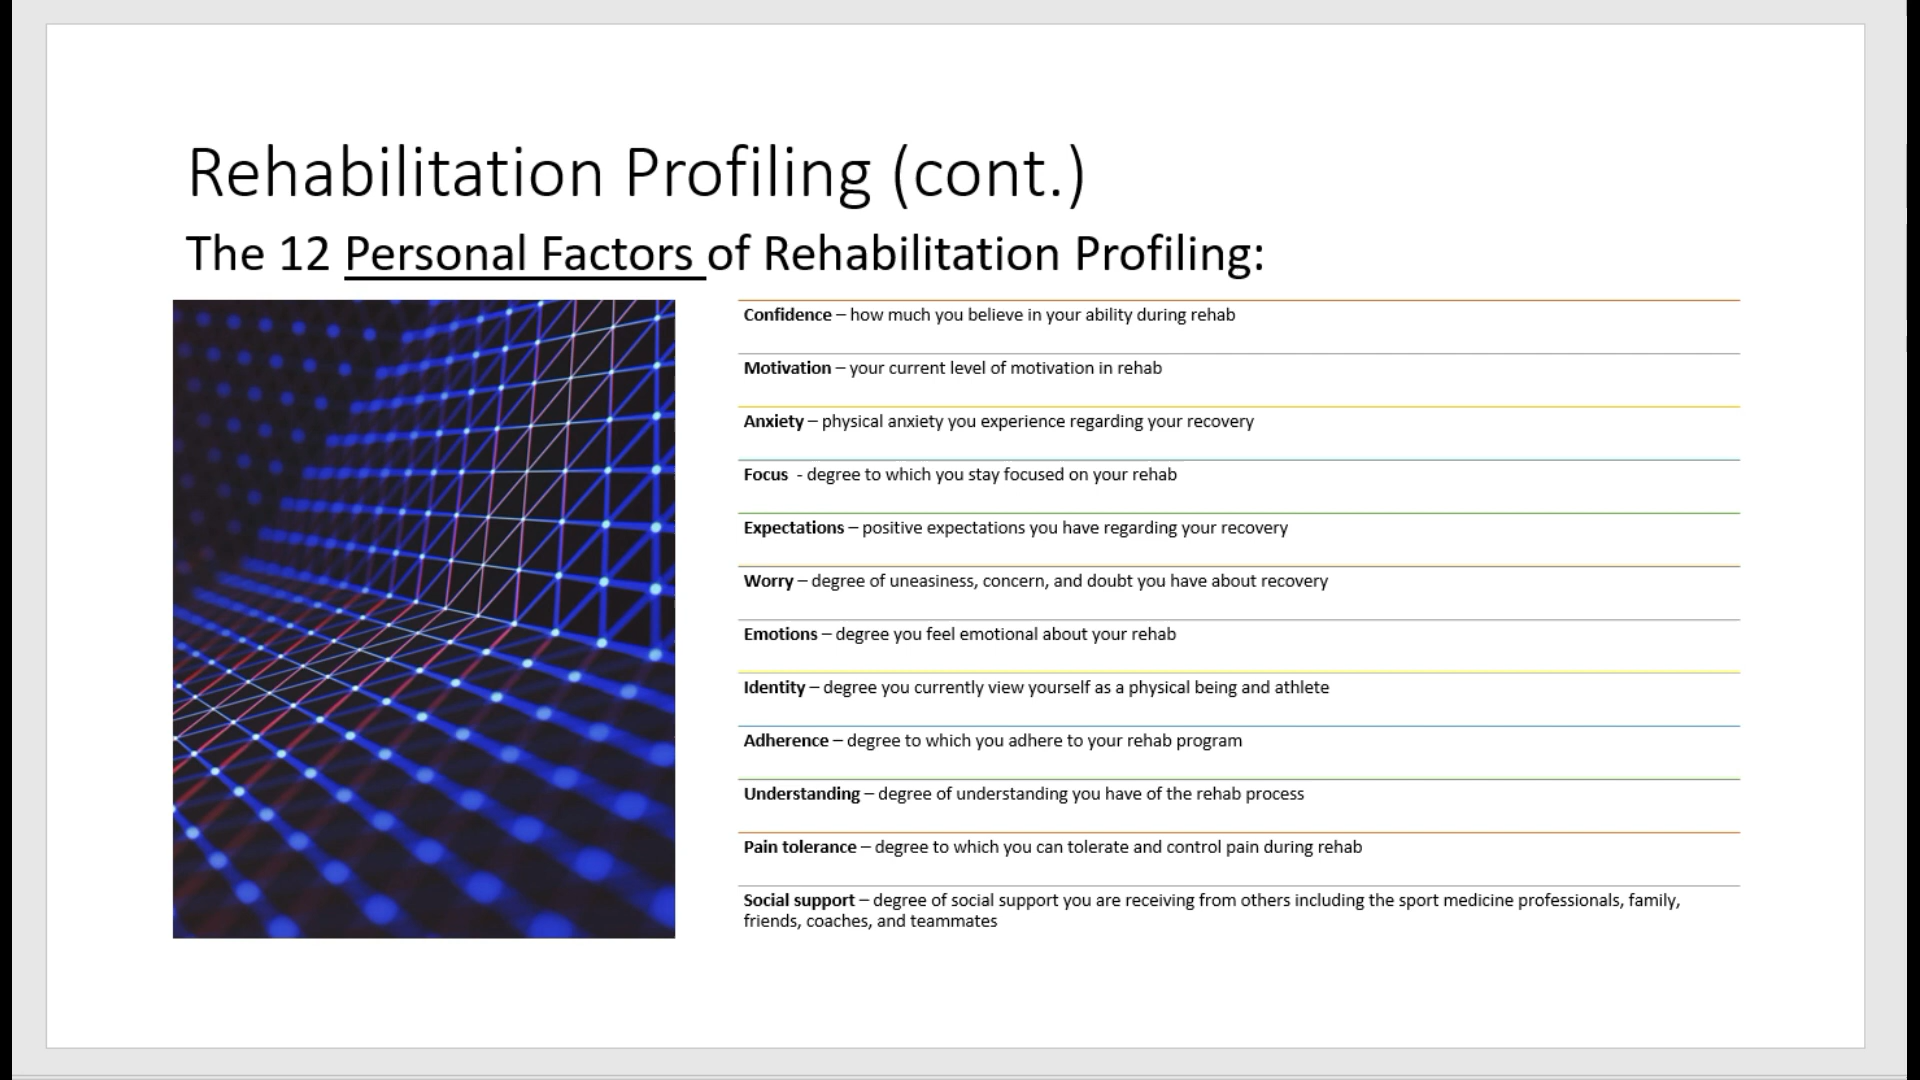 Rehabilitation Profiling (cont.)
The 12 Personal Factors of Rehabilitation Profiling:
Confidence – how much you believe in your ability during rehab
Motivation – your current level of motivation in rehab
Anxiety – physical anxiety you experience regarding your recovery
Focus  - degree to which you stay focused on your rehab
Expectations – positive expectations you have regarding your recovery
Worry – degree of uneasiness, concern, and doubt you have about recovery
Emotions – degree you feel emotional about your rehab
Identity – degree you currently view yourself as a physical being and athlete
Adherence – degree to which you adhere to your rehab program
Understanding – degree of understanding you have of the rehab process
Pain tolerance – degree to which you can tolerate and control pain during rehab
Social support – degree of social support you are receiving from others including the sport medicine professionals, family,
friends, coaches, and teammates